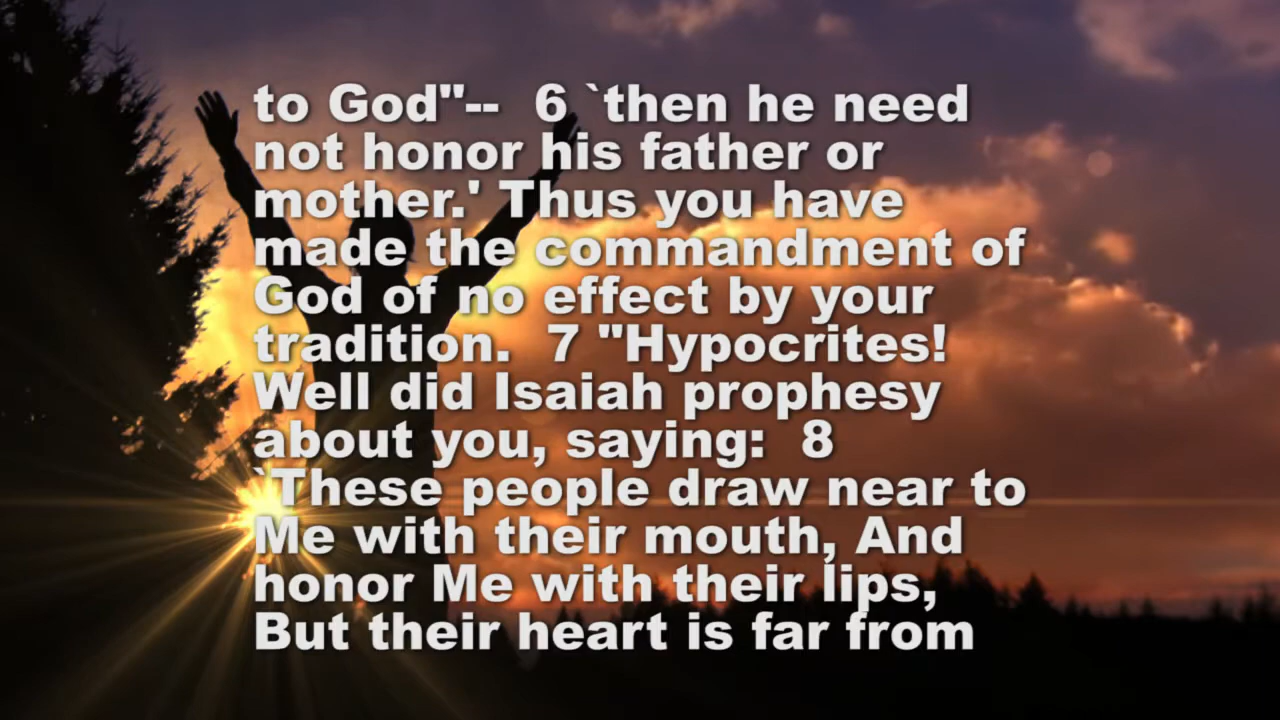 to God"-- 6 `then he need
not honor his father or
mother.' Thus you have
made the commandment of
God of no effect by your
tradition. 7 "Hypocrites!
Well did Isaiah prophesy
about you, saying: 8
`These people draw near to
Me with their mouth, And
honor Me with their lips,
But their heart is far from